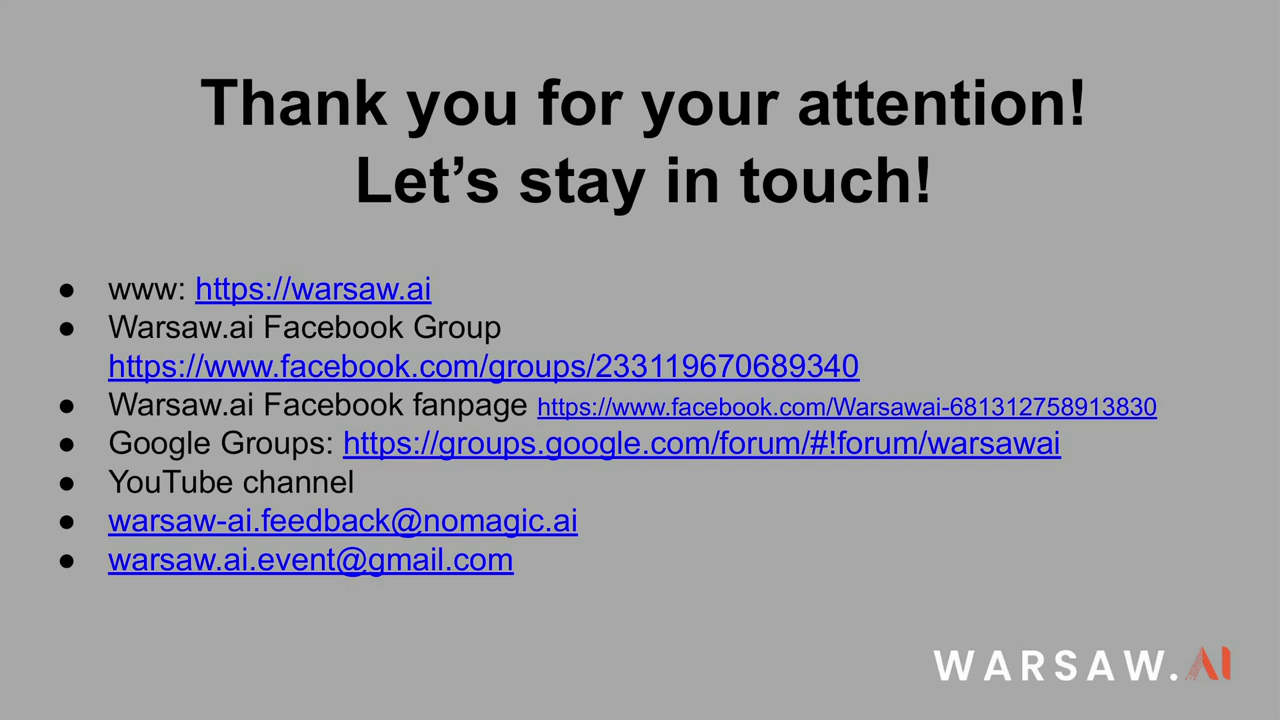 Thank you for your attention!
Let’s stay in touch!
● www: https://warsaw.ai
● Warsaw.ai Facebook Group
https://www.facebook.com/groups/233119670689340
● Warsaw.ai Facebook fanpage https://www.facebook.com/Warsawai-681312758913830
● Google Groups: https://groups.google.com/forum/#!forum/warsawai
● YouTube channel
● warsaw-ai.feedback@nomagic.ai
● warsaw.ai.event@gmail.com
WARSAW.AI